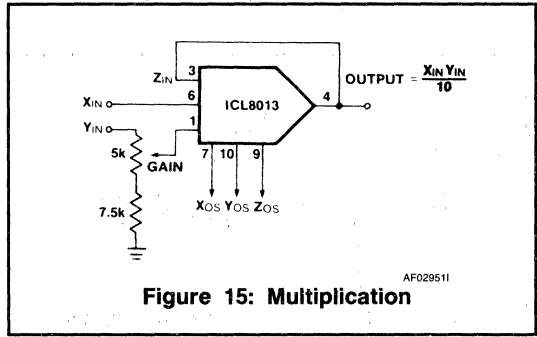 3
ZIN
OUTPUT = XIN YIN
10
4
XIN
6
ICL8013
YIN
1
5k
GAIN
7 10 9
7.5k
XOS YOS ZOS
AF02951I
Figure 15: Multiplication